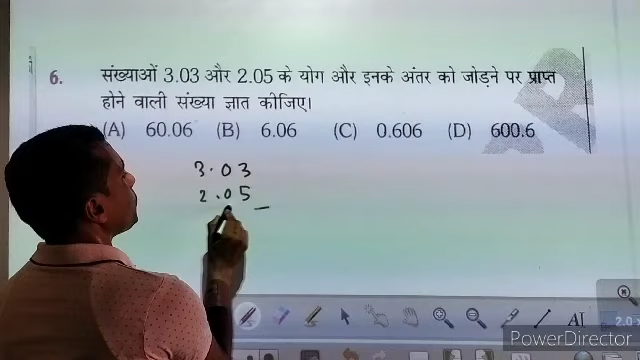 6. संख्याओं 3.03 और 2.05 के योग और इनके अंतर को जोड़ने पर प्राप्त
होने वाली संख्या ज्ञात कीजिए।
(A) 60.06 (B) 6.06 (C) 0.606 (D) 600.6
3.03
2.05
AI
PowerDirector